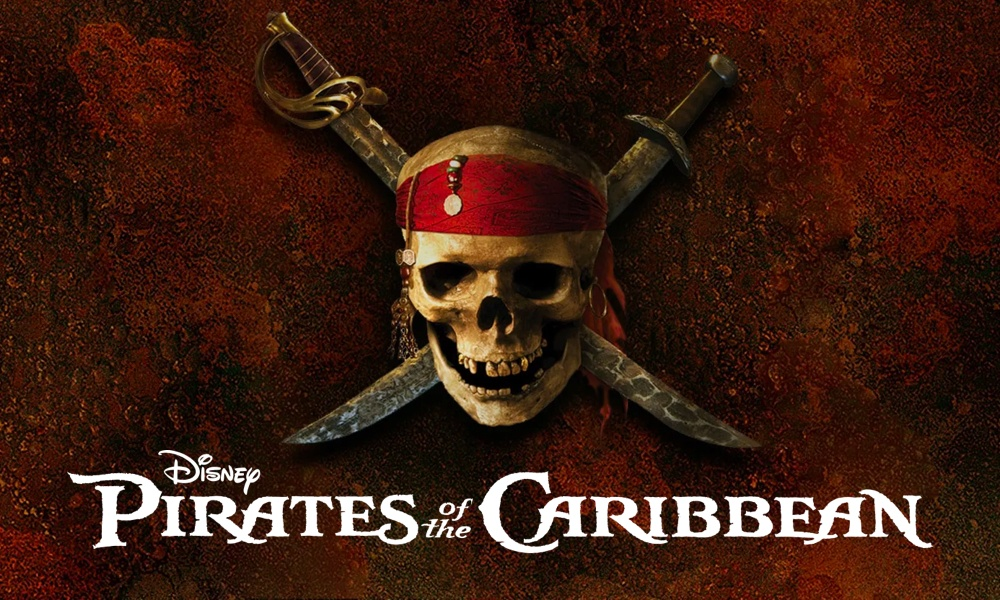 Disney
Pirates of the Caribbean